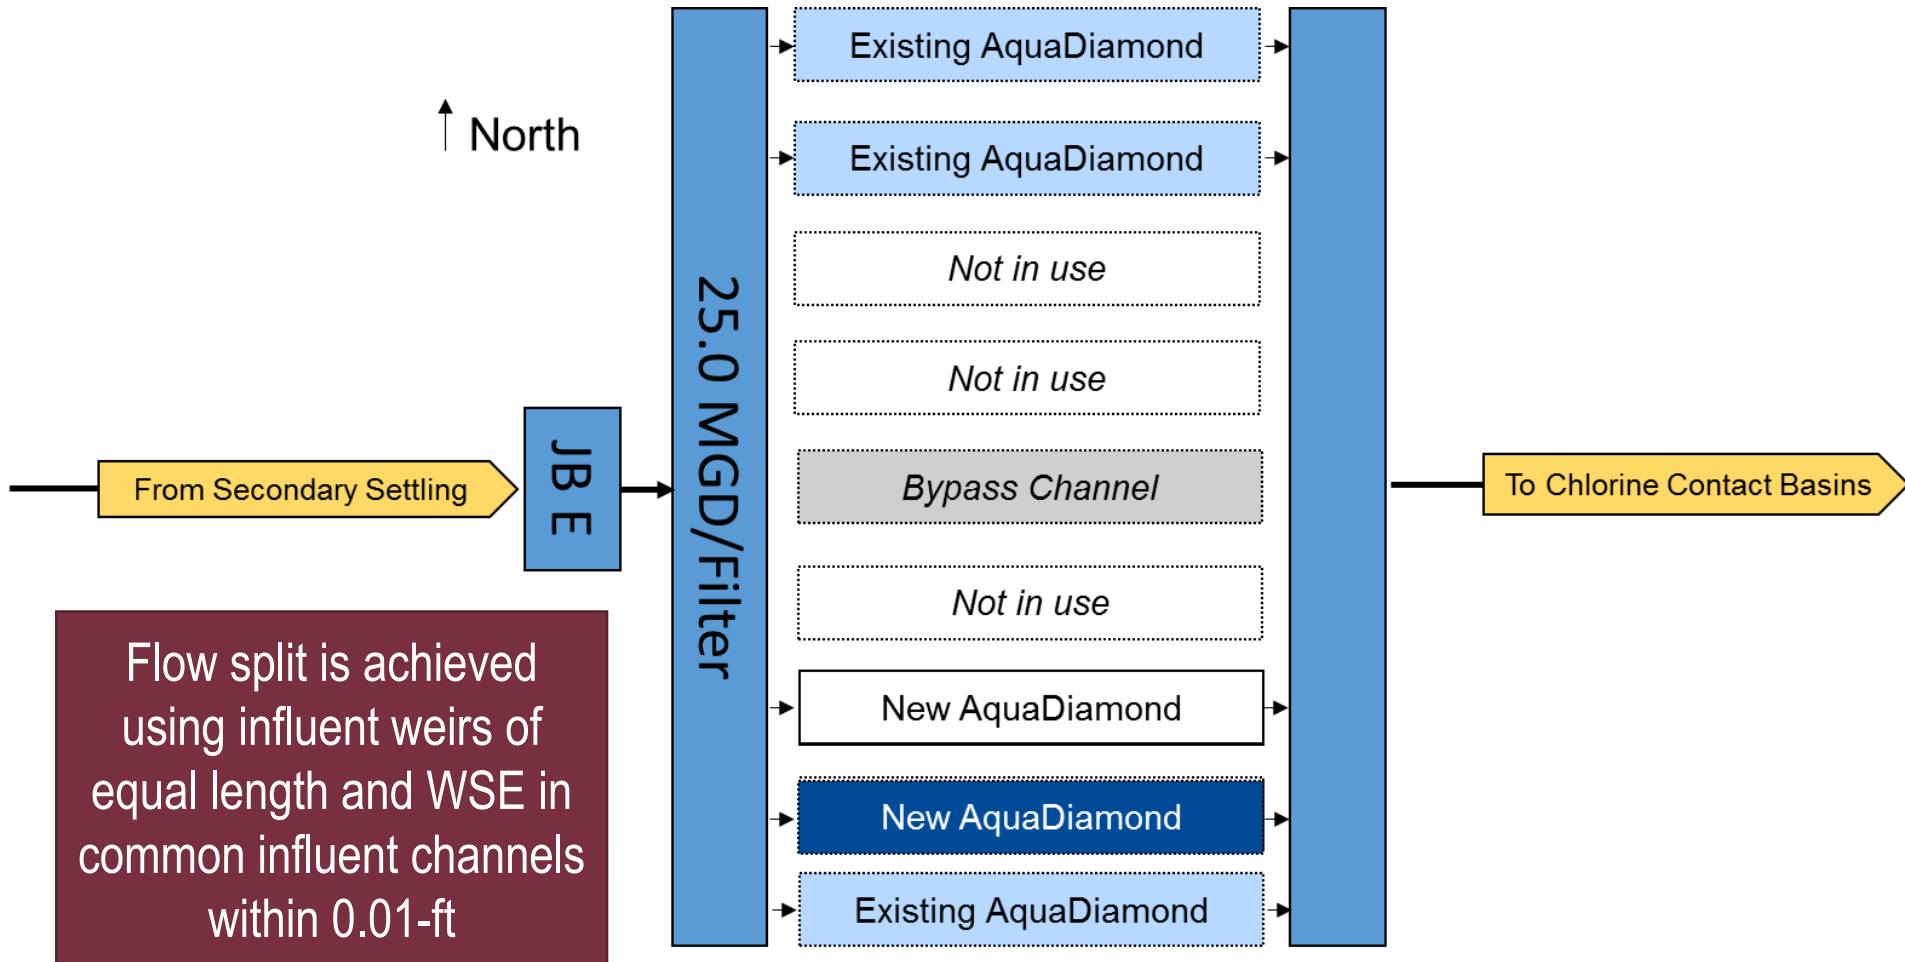 Existing AquaDiamond
North
Existing AquaDiamond
Not in use
25.0 MGD/Filter
Not in use
JB E
From Secondary Settling
Bypass Channel
To Chlorine Contact Basins
Not in use
Flow split is achieved
using influent weirs of
equal length and WSE in
common influent channels
within 0.01-ft
New AquaDiamond
New AquaDiamond
Existing AquaDiamond